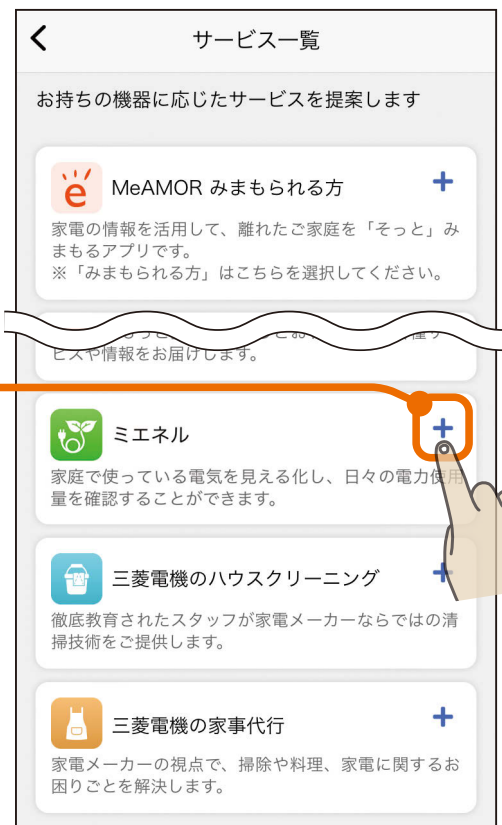 サービス一覧
お持ちの機器に応じたサービスを提案します
MeAMOR みまもられる方
家電の情報を活用して、離れたご家庭を「そっと」み
まもるアプリです。
※「みまもられる方」はこちらを選択してください。
ビスや情報をお届けします。
ミエネル
家庭で使っている電気を見える化し、日々の電力使用
量を確認することができます。
三菱電機のハウスクリーニング
徹底教育されたスタッフが家電メーカーならではの清
掃技術をご提供します。
三菱電機の家事代行
家電メーカーの視点で、掃除や料理、家電に関するお
困りごとを解決します。